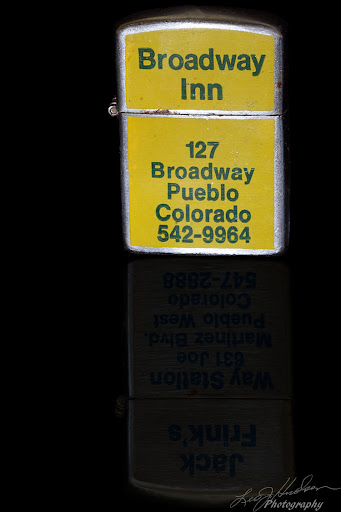 Broadway
Inn
127
Broadway
Pueblo
Colorado
542-9964
547-2888
Colorado
Pueblo West
Martinez Blvd.
631 Joe
Way Station
Frink's
Jack
Photography